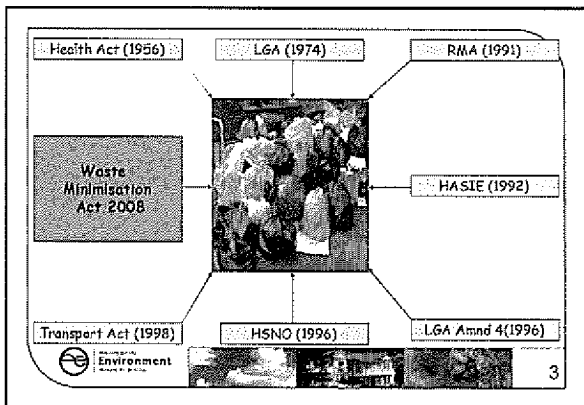 Health Act (1956)
LGA (1974)
RMA (1991)
Waste
Minimisation
Act 2008
HASIE (1992)
Transport Act (1998)
HSNO (1996)
LGA Amnd 4(1996)
Environment
3